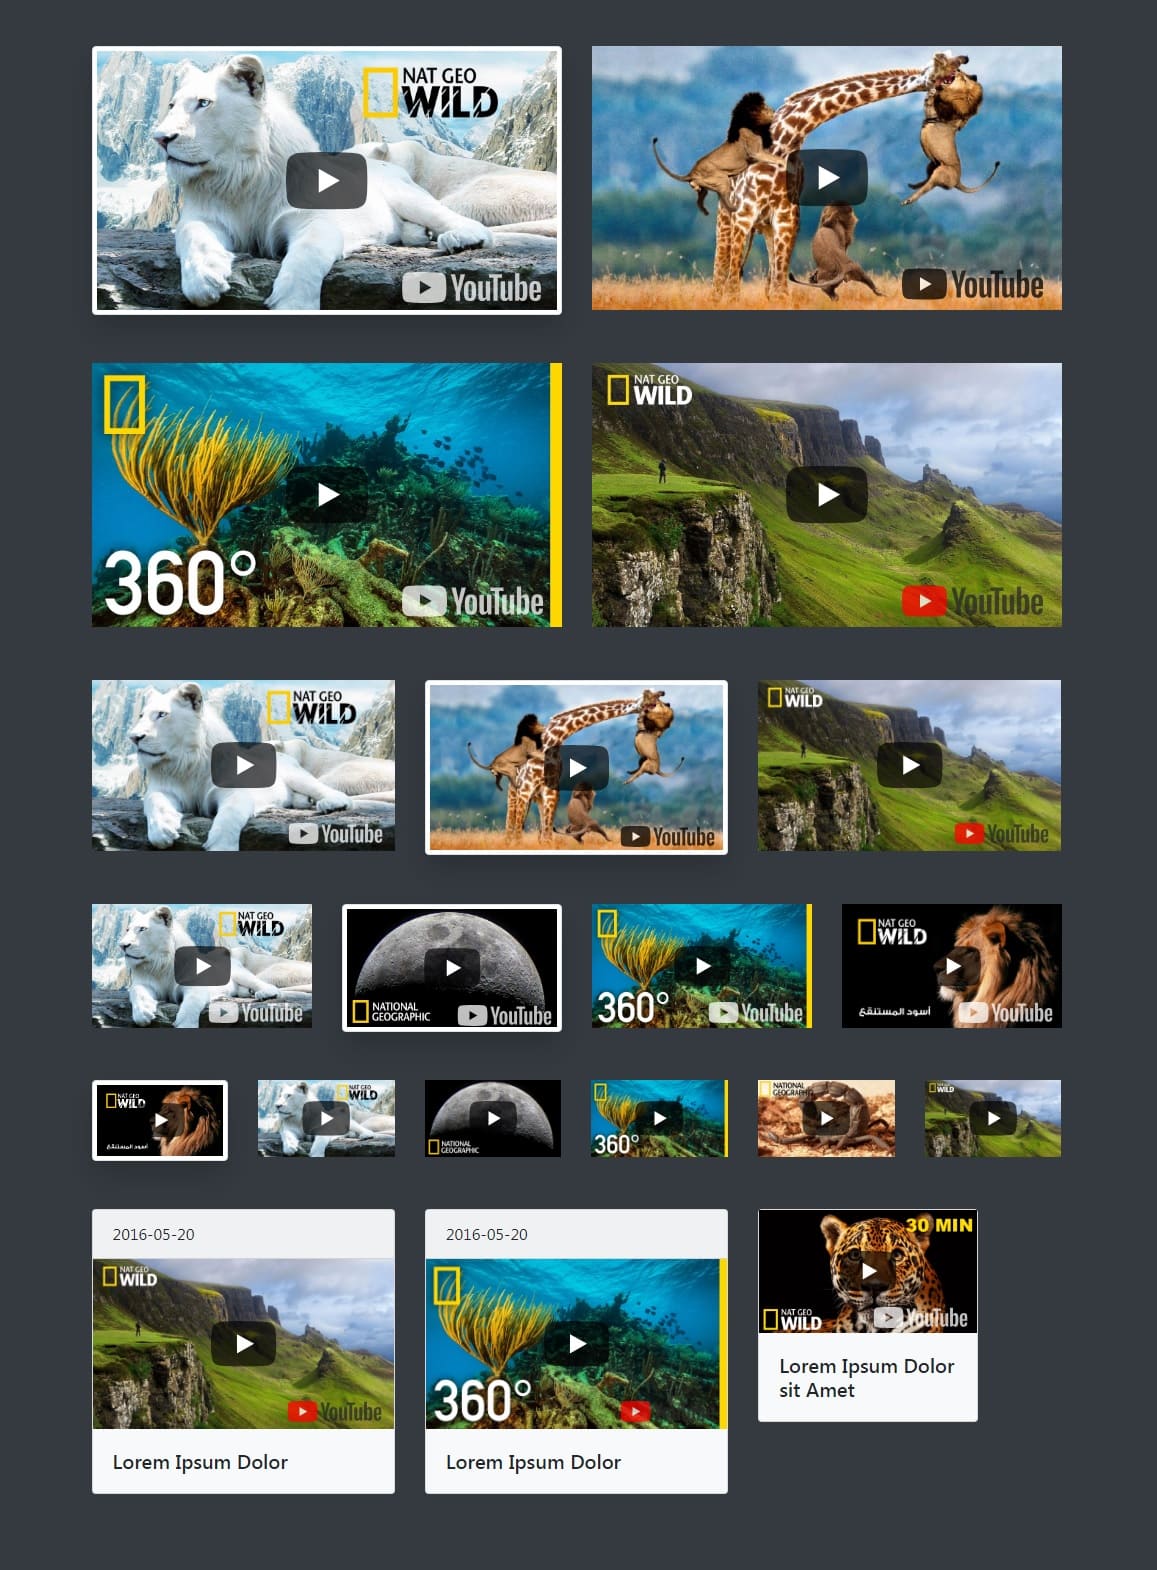 NAT GEO
WILD
YouTube
YouTube
360°
YouTube
NAT GEO
WILD
YouTube
NAT GEO
WILD
YouTube
YouTube
NAT GEO
WILD
YouTube
NAT GEO
WILD
YouTube
NATIONAL
GEOGRAPHIC
YouTube
360°
YouTube
NAT GEO
WILD
أسود المستنقع
YouTube
NAT GEO
WILD
أسود المستنقع
NAT GEO
WILD
NATIONAL
GEOGRAPHIC
360°
NATIONAL
GEOGRAPHIC
NAT GEO
WILD
2016-05-20
NAT GEO
WILD
YouTube
Lorem Ipsum Dolor
2016-05-20
360°
YouTube
Lorem Ipsum Dolor
30 MIN
NAT GEO
WILD
YouTube
Lorem Ipsum Dolor
sit Amet